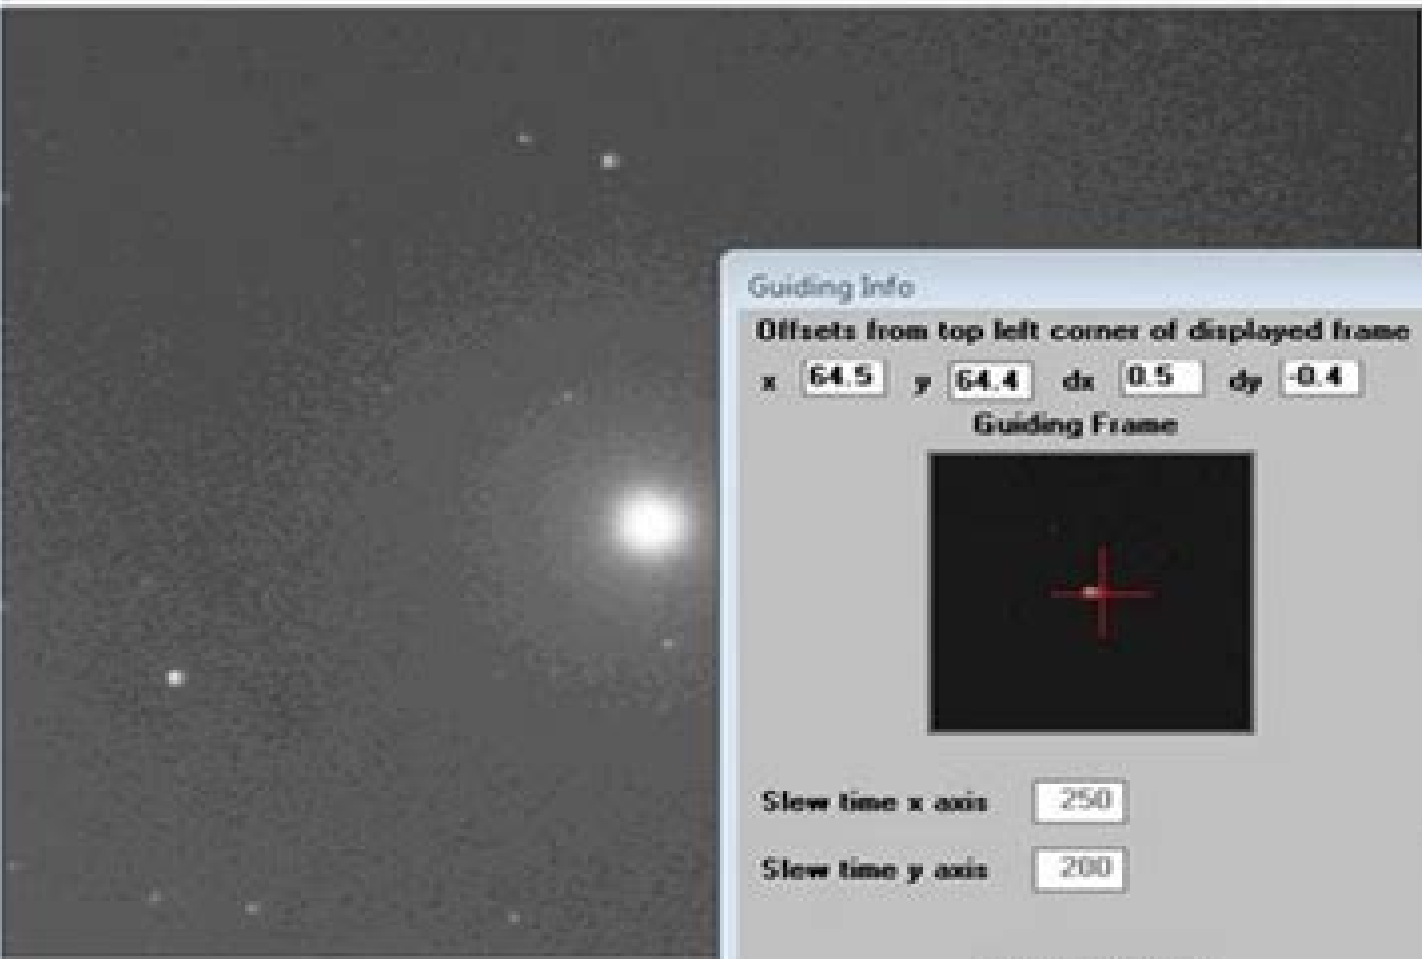 Guiding Info
Offsets from top left corner of displayed frame
x 64.5 y 64.4 dx 0.5 dy -0.4
Guiding Frame
Slew time x axis 250
Slew time y axis 200